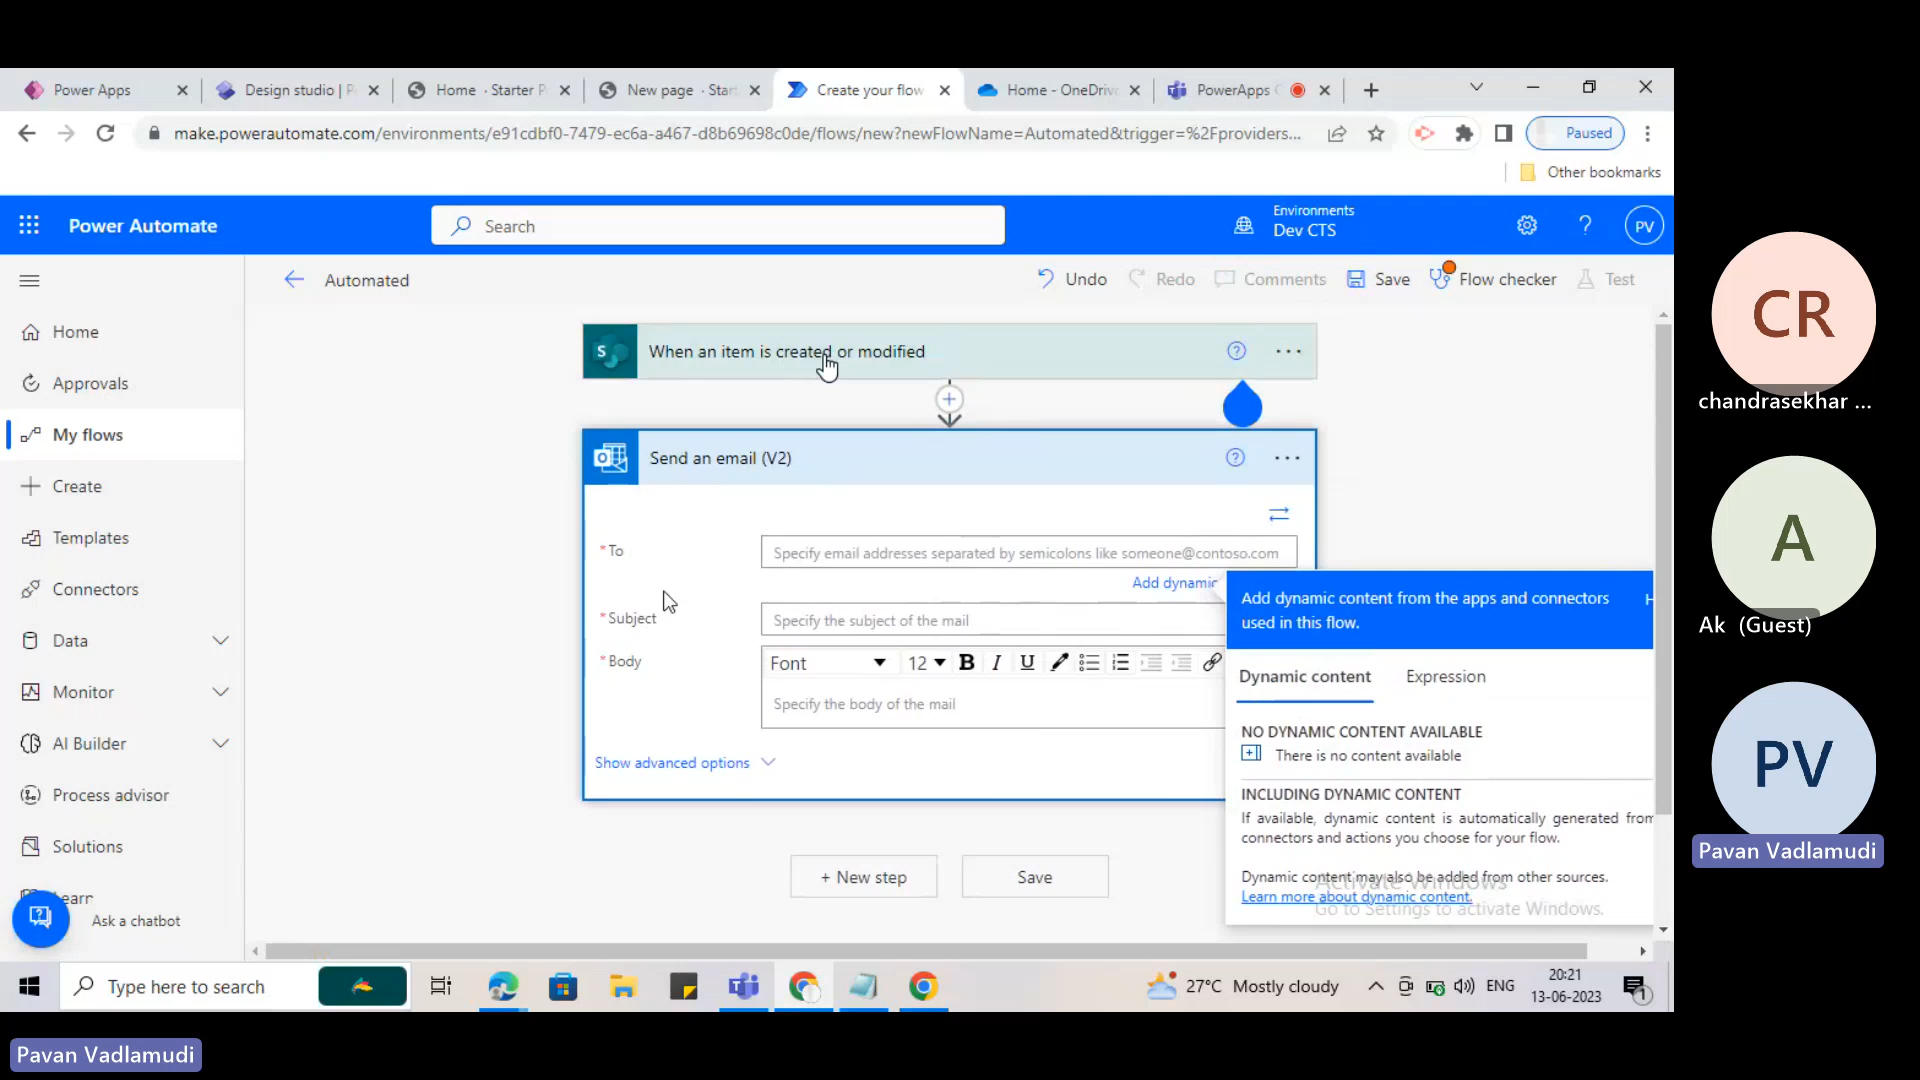 Power Apps
Design studio | P
Home - Starter P
New page - Star
Create your flow
Home - OneDriv
PowerApps C
make.powerautomate.com/environments/e91cdbf0-7479-ec6a-a467-d8b69698c0de/flows/new?newFlowName=Automated&trigger=%2Fproviders...
Paused
Other bookmarks
Power Automate
Search
Environments
Dev CTS
PV
Automated
Undo
Redo
Comments
Save
Flow checker
Test
Home
Approvals
My flows
Create
Templates
Connectors
Data
Monitor
AI Builder
Process advisor
Solutions
earn
Ask a chatbot
S
When an item is created or modified
Send an email (V2)
* To
Specify email addresses separated by semicolons like someone@contoso.com
Add dynamic
* Subject
Specify the subject of the mail
* Body
Font
12
B
I
U
Specify the body of the mail
Show advanced options
+ New step
Save
Add dynamic content from the apps and connectors
used in this flow.
H
Dynamic content
Expression
NO DYNAMIC CONTENT AVAILABLE
There is no content available
INCLUDING DYNAMIC CONTENT
If available, dynamic content is automatically generated from
connectors and actions you choose for your flow.
Dynamic content may also be added from other sources.
Learn more about dynamic content.
Activate Windows
Go to Settings to activate Windows.
Type here to search
27°C Mostly cloudy
ENG
20:21
13-06-2023
1
CR
chandrasekhar ...
A
Ak (Guest)
PV
Pavan Vadlamudi
Pavan Vadlamudi